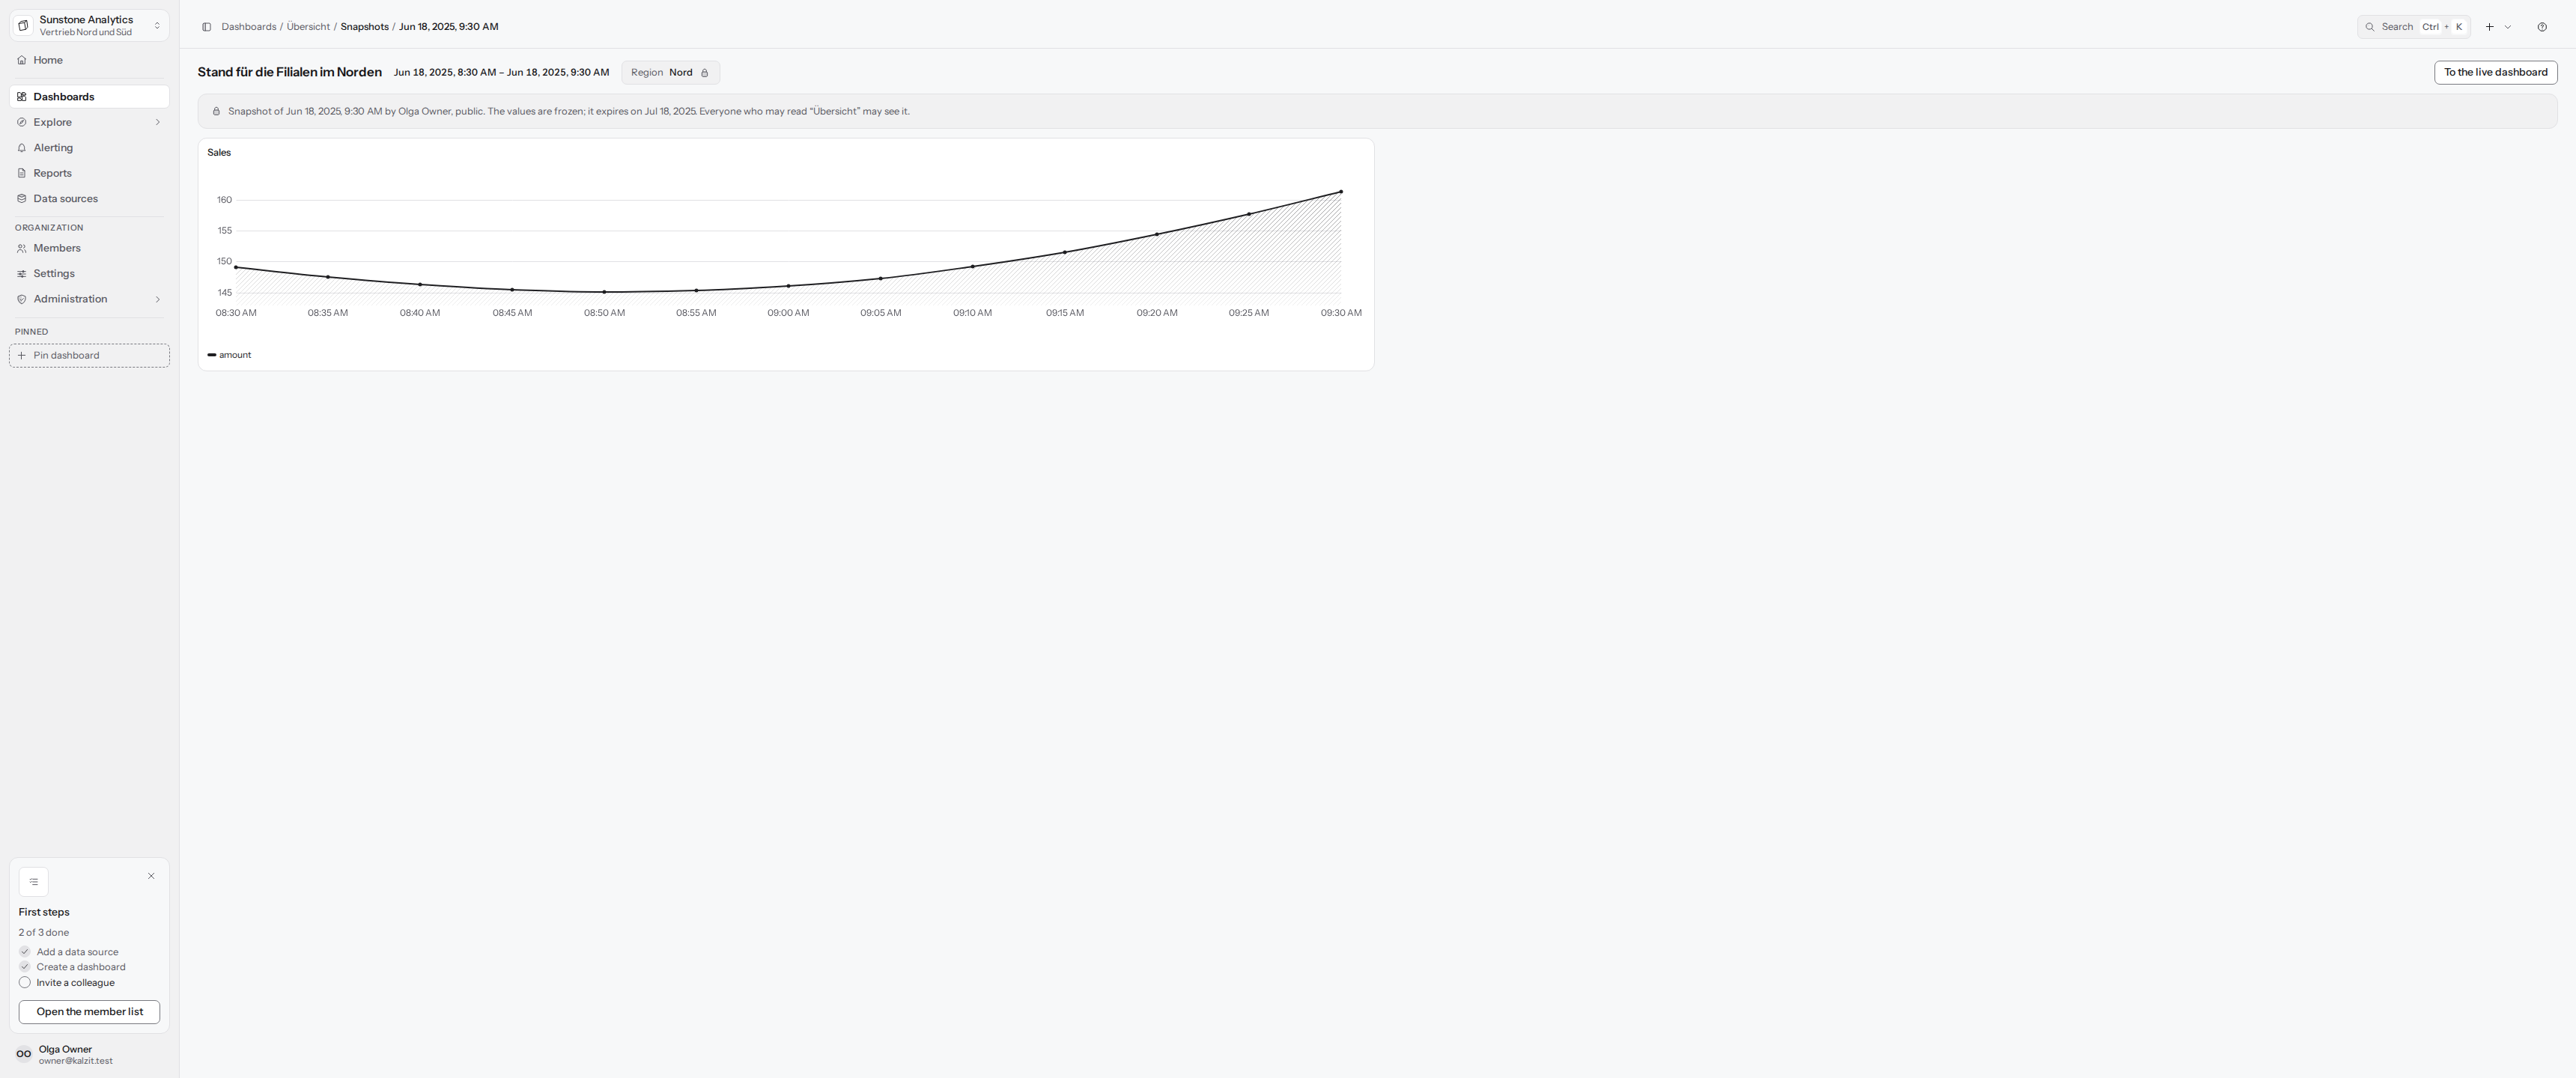 Sunstone Analytics
Vertrieb Nord und Süd
Home
Dashboards
Explore
Alerting
Reports
Data sources
ORGANIZATION
Members
Settings
Administration
PINNED
Pin dashboard
First steps
2 of 3 done
Add a data source
Create a dashboard
Invite a colleague
Open the member list
OO
Olga Owner
owner@kalzit.test
Dashboards / Übersicht / Snapshots / Jun 18, 2025, 9:30 AM
Search Ctrl + K
Stand für die Filialen im Norden Jun 18, 2025, 8:30 AM – Jun 18, 2025, 9:30 AM Region Nord
To the live dashboard
Snapshot of Jun 18, 2025, 9:30 AM by Olga Owner, public. The values are frozen; it expires on Jul 18, 2025. Everyone who may read “Übersicht” may see it.
Sales
160
155
150
145
08:30 AM 08:35 AM 08:40 AM 08:45 AM 08:50 AM 08:55 AM 09:00 AM 09:05 AM 09:10 AM 09:15 AM 09:20 AM 09:25 AM 09:30 AM
amount